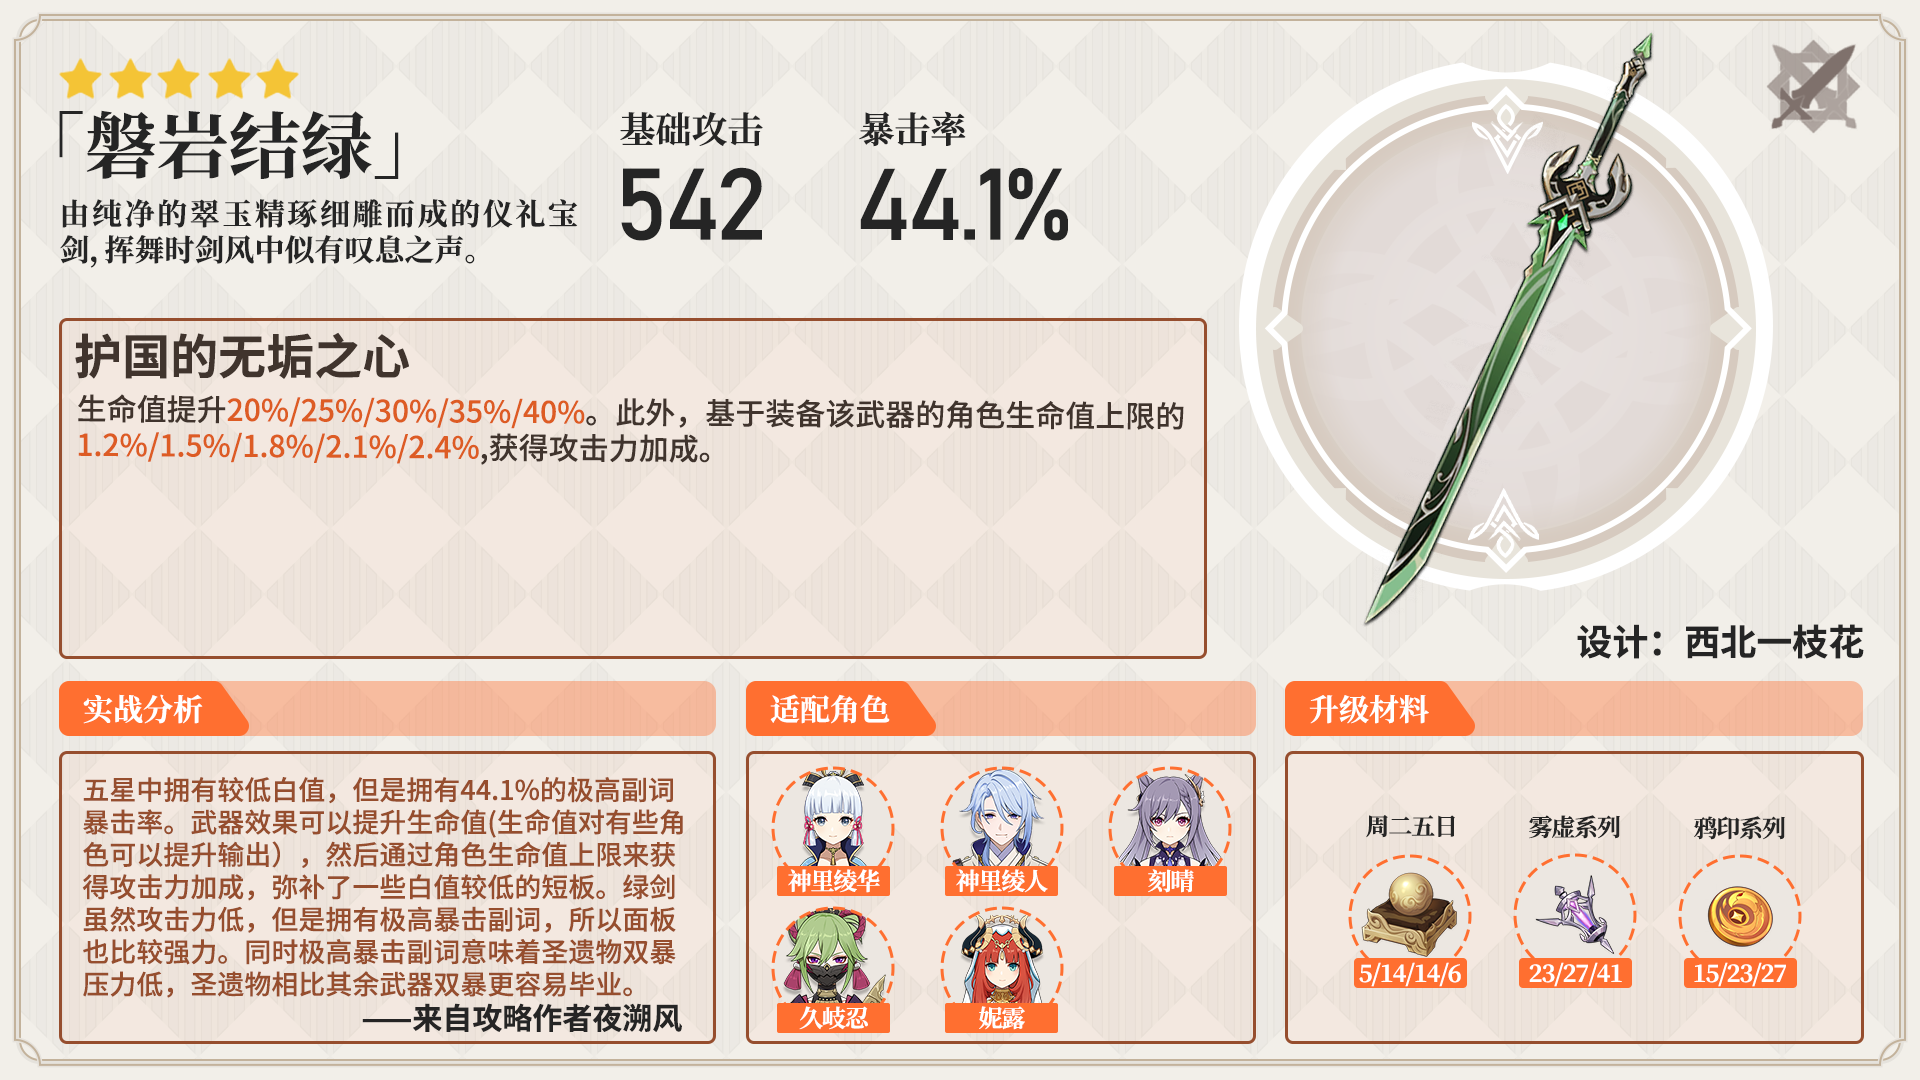 「磐岩结绿」
由纯净的翠玉精琢细雕而成的仪礼宝
剑,挥舞时剑风中似有叹息之声。
基础攻击
542
暴击率
44.1%
护国的无垢之心
生命值提升20%/25%/30%/35%/40%。此外，基于装备该武器的角色生命值上限的
1.2%/1.5%/1.8%/2.1%/2.4%,获得攻击力加成。
设计：西北一枝花
实战分析
五星中拥有较低白值，但是拥有44.1%的极高副词
暴击率。武器效果可以提升生命值(生命值对有些角
色可以提升输出），然后通过角色生命值上限来获
得攻击力加成，弥补了一些白值较低的短板。绿剑
虽然攻击力低，但是拥有极高暴击副词，所以面板
也比较强力。同时极高暴击副词意味着圣遗物双暴
压力低，圣遗物相比其余武器双暴更容易毕业。
——来自攻略作者夜溯风
适配角色
神里绫华
神里绫人
刻晴
久岐忍
妮露
升级材料
周二五日
雾虚系列
鸦印系列
5/14/14/6
23/27/41
15/23/27